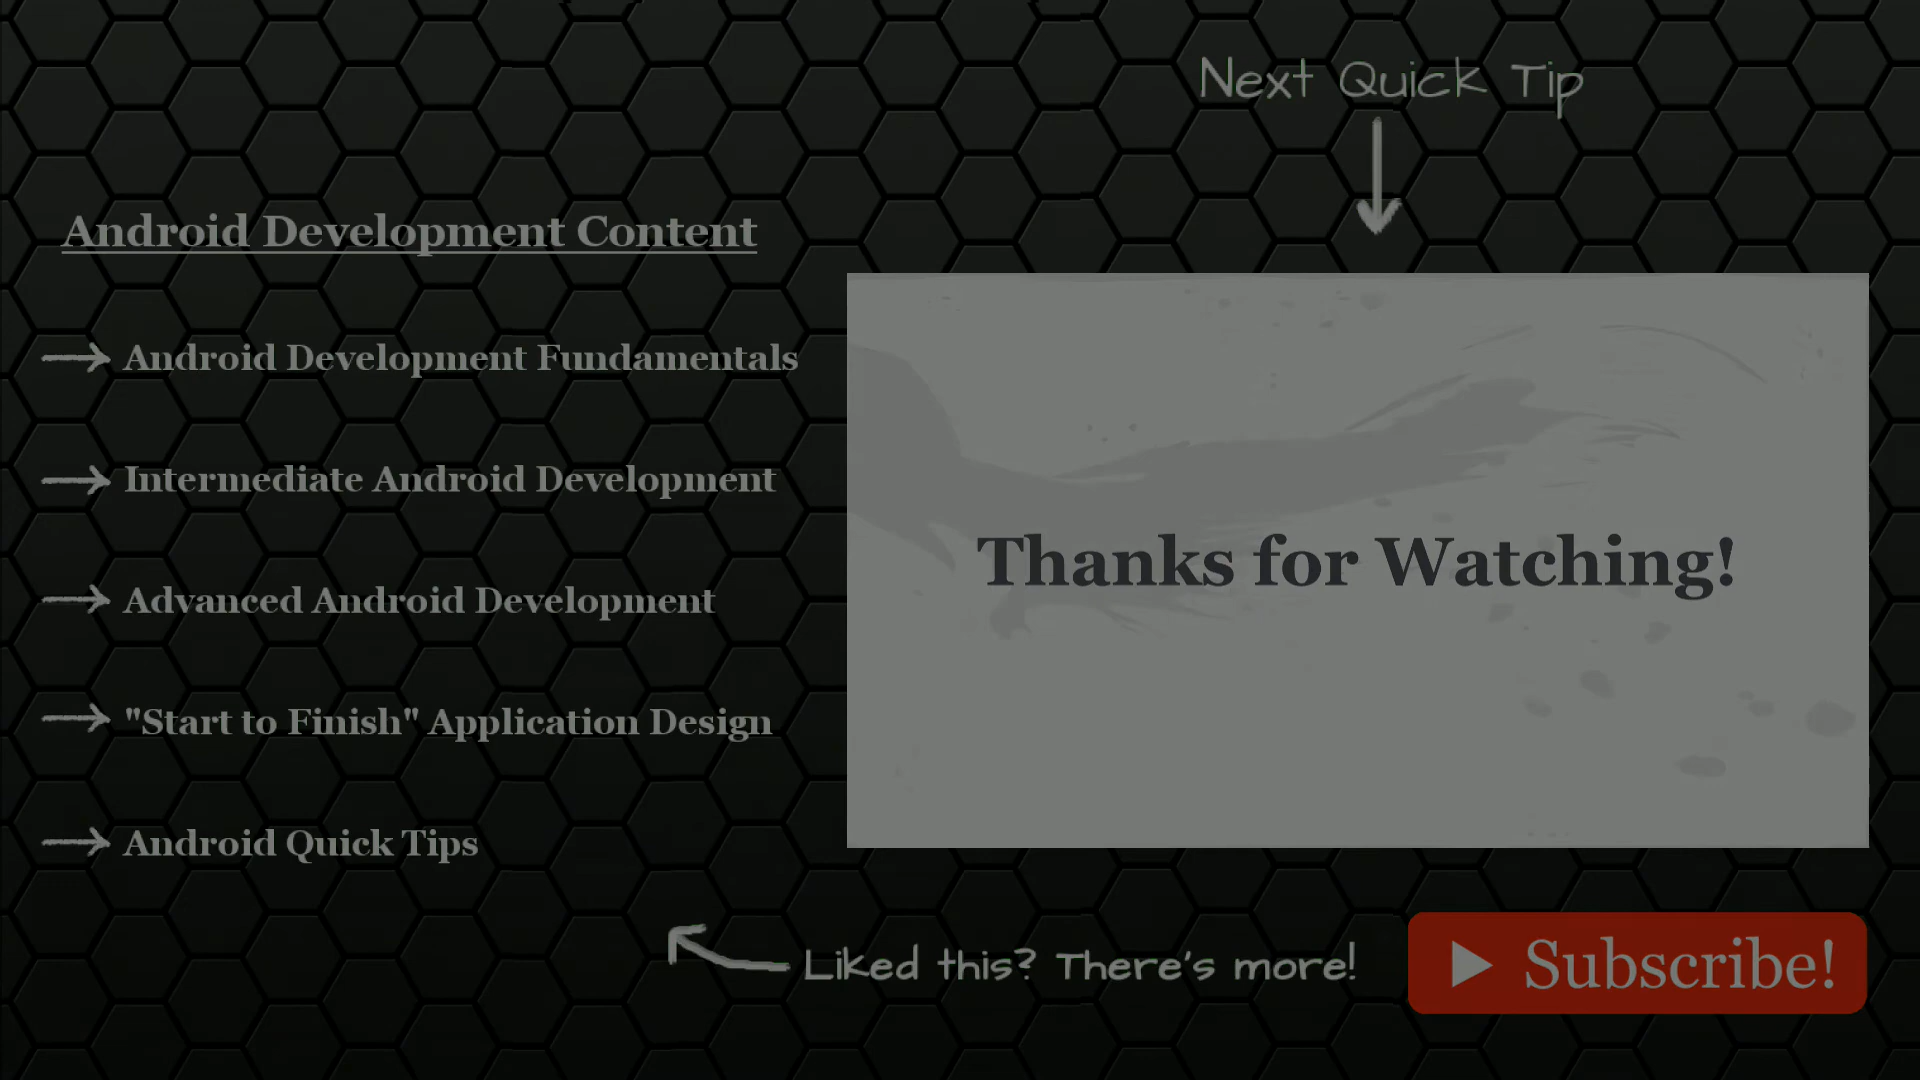 Next Quick Tip
Android Development Content
Android Development Fundamentals
Intermediate Android Development
Advanced Android Development
"Start to Finish" Application Design
Android Quick Tips
Thanks for Watching!
Liked this? There's more!
Subscribe!